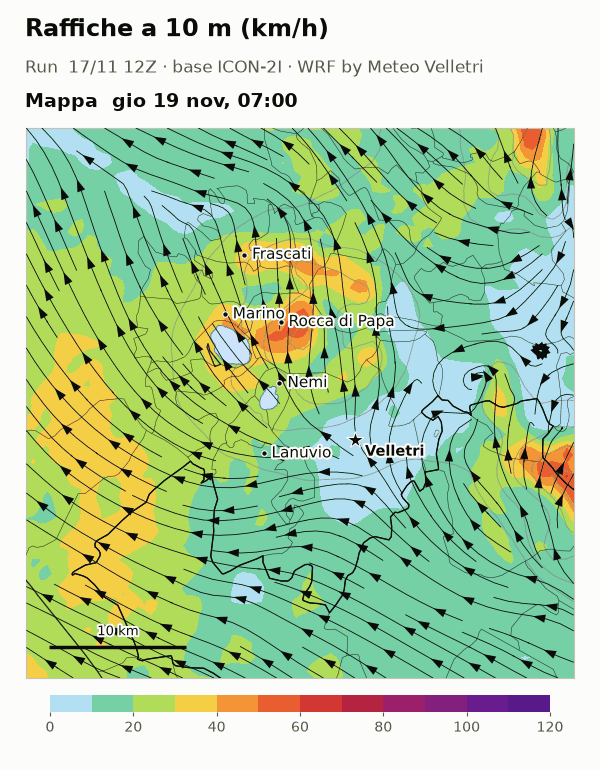 Raffiche a 10 m (km/h)
Run  17/11 12Z · base ICON-2I · WRF by Meteo Velletri
Mappa  gio 19 nov, 07:00
Frascati
Marino
Rocca di Papa
Nemi
Velletri
Lanuvio
10 km
0 20 40 60 80 100 120